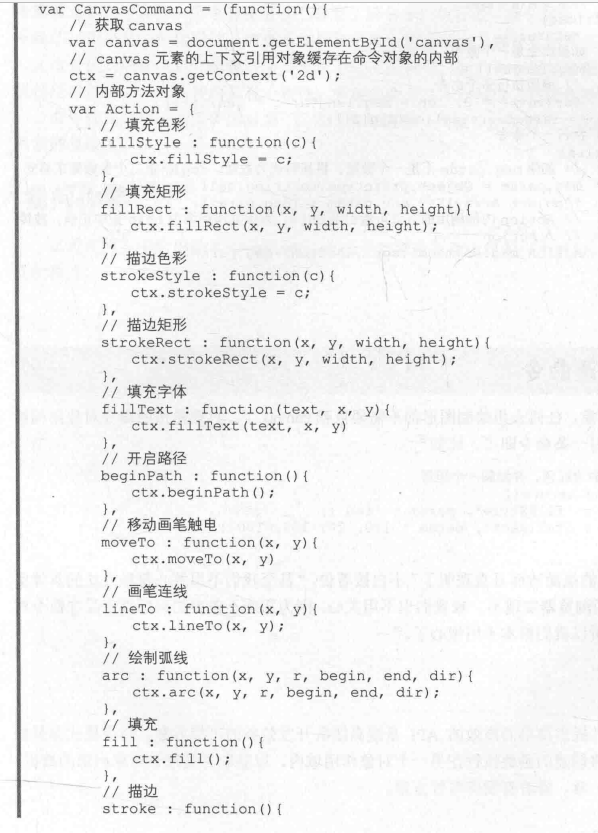 var CanvasCommand = (function(){
// 获取 canvas
var canvas = document.getElementById('canvas'),
// canvas 元素的上下文引用对象缓存在命令对象的内部
ctx = canvas.getContext('2d');
// 内部方法对象
var Action = {
// 填充色彩
fillStyle : function(c){
ctx.fillStyle = c;
},
// 填充矩形
fillRect : function(x, y, width, height){
ctx.fillRect(x, y, width, height);
},
// 描边色彩
strokeStyle : function(c){
ctx.strokeStyle = c;
},
// 描边矩形
strokeRect : function(x, y, width, height){
ctx.strokeRect(x, y, width, height);
},
// 填充字体
fillText : function(text, x, y){
ctx.fillText(text, x, y)
},
// 开启路径
beginPath : function(){
ctx.beginPath();
},
// 移动画笔触电
moveTo : function(x, y){
ctx.moveTo(x, y)
},
// 画笔连线
lineTo : function(x, y){
ctx.lineTo(x, y);
},
// 绘制弧线
arc : function(x, y, r, begin, end, dir){
ctx.arc(x, y, r, begin, end, dir);
},
// 填充
fill : function(){
ctx.fill();
},
// 描边
stroke : function(){